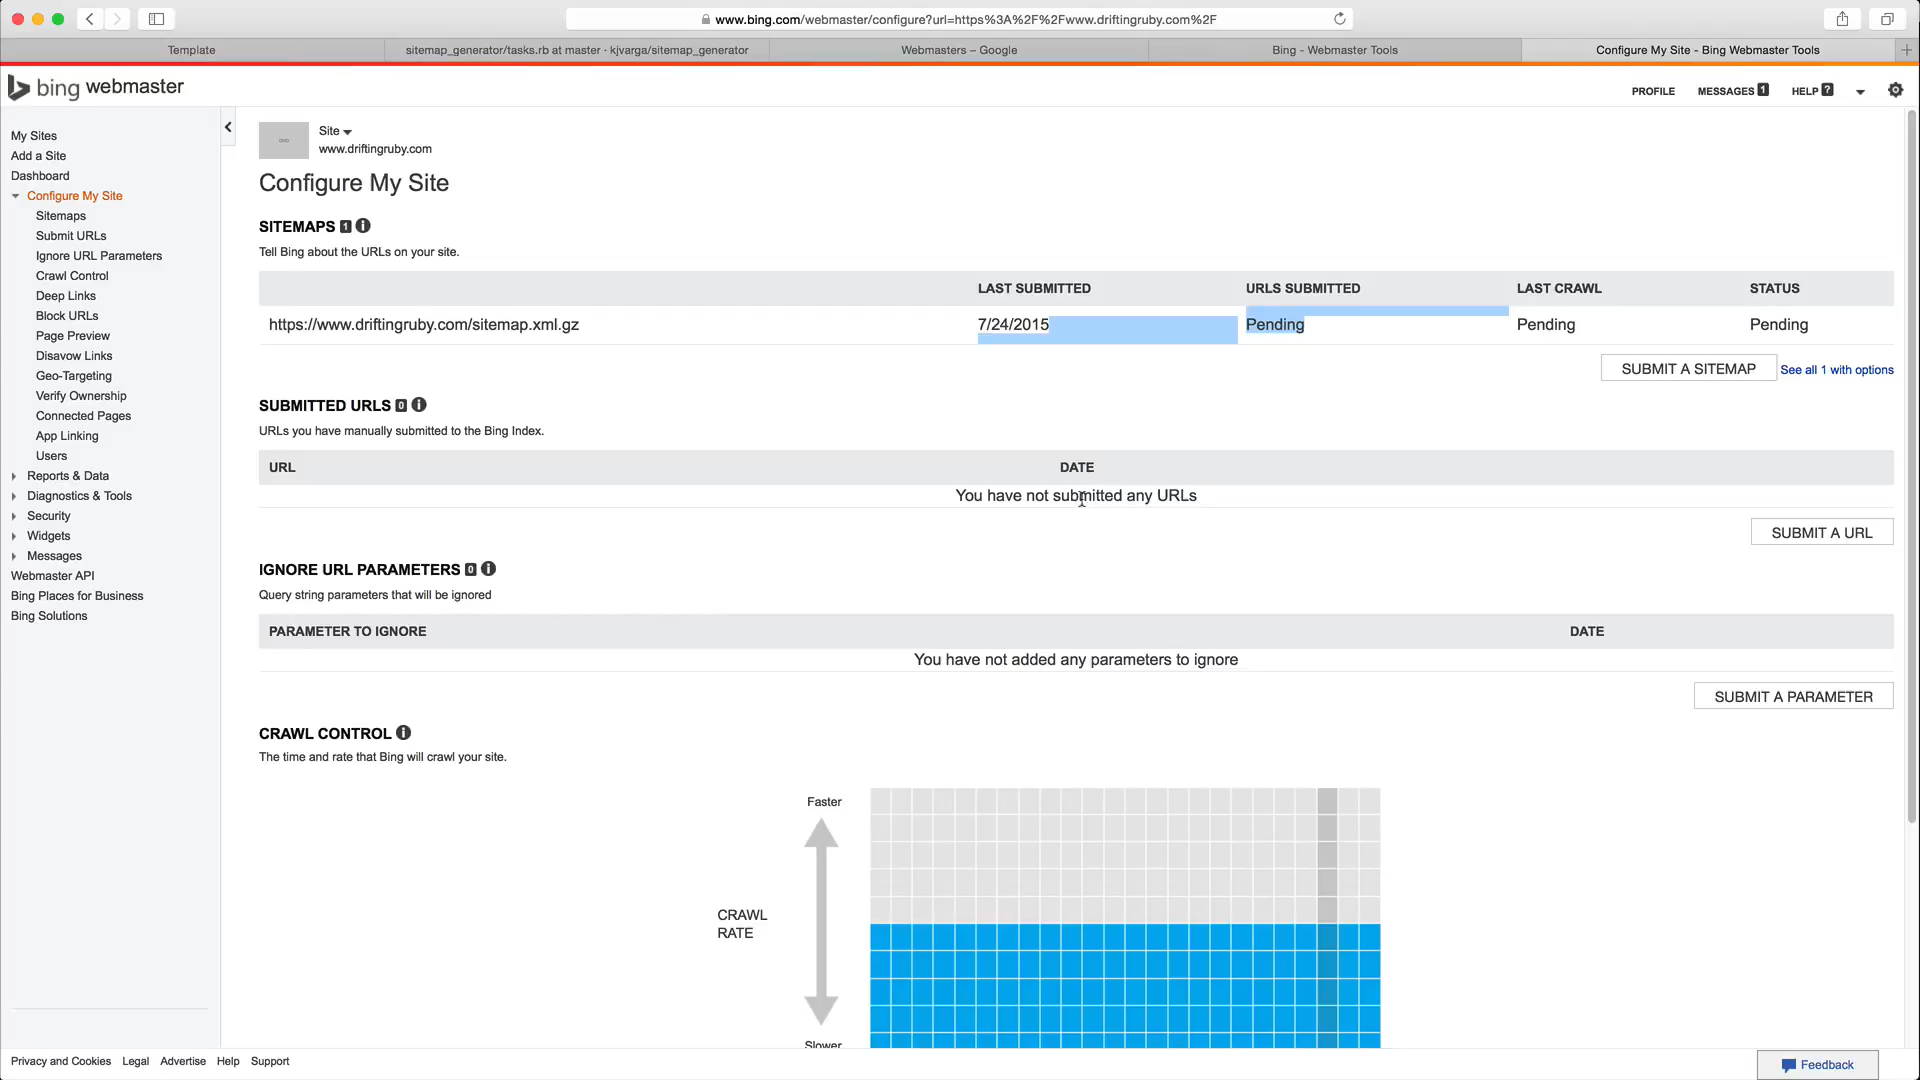 www.bing.com/webmaster/configure?url=https%3A%2F%2Fwww.driftingruby.com%2F
Template
sitemap_generator/tasks.rb at master · kjvarga/sitemap_generator
Webmasters – Google
Bing - Webmaster Tools
Configure My Site - Bing Webmaster Tools
bing webmaster
PROFILE
MESSAGES 1
HELP ?
My Sites
Add a Site
Dashboard
Configure My Site
Sitemaps
Submit URLs
Ignore URL Parameters
Crawl Control
Deep Links
Block URLs
Page Preview
Disavow Links
Geo-Targeting
Verify Ownership
Connected Pages
App Linking
Users
Reports & Data
Diagnostics & Tools
Security
Widgets
Messages
Webmaster API
Bing Places for Business
Bing Solutions
Site
www.driftingruby.com
Configure My Site
SITEMAPS 1 i
Tell Bing about the URLs on your site.
LAST SUBMITTED URLS SUBMITTED LAST CRAWL STATUS
https://www.driftingruby.com/sitemap.xml.gz 7/24/2015 Pending Pending Pending
SUBMIT A SITEMAP See all 1 with options
SUBMITTED URLS 0 i
URLs you have manually submitted to the Bing Index.
URL DATE
You have not submitted any URLs
SUBMIT A URL
IGNORE URL PARAMETERS 0 i
Query string parameters that will be ignored
PARAMETER TO IGNORE DATE
You have not added any parameters to ignore
SUBMIT A PARAMETER
CRAWL CONTROL i
The time and rate that Bing will crawl your site.
Faster
CRAWL
RATE
Slower
Privacy and Cookies Legal Advertise Help Support
Feedback